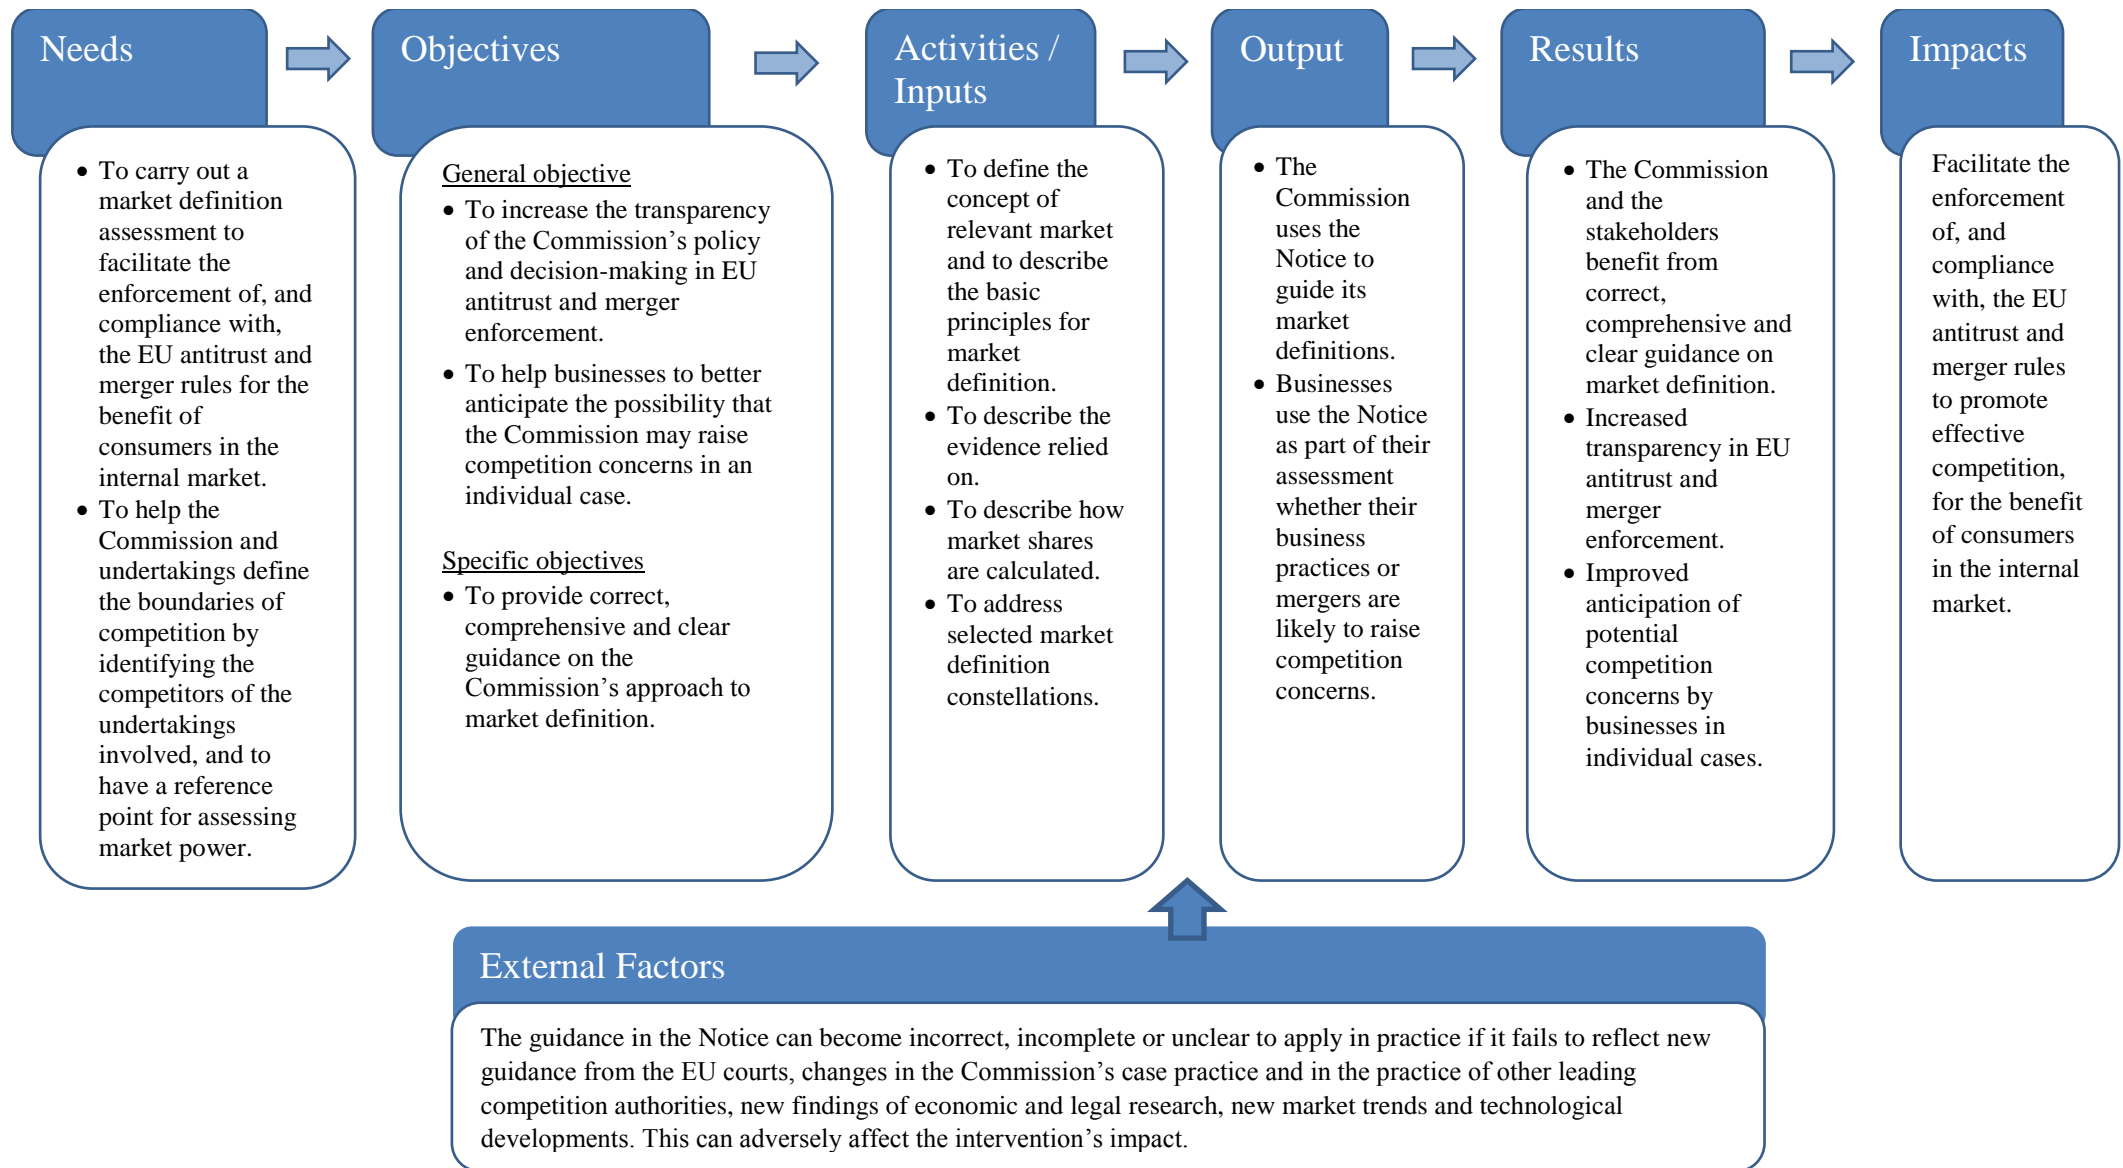 Needs
• To carry out a
market definition
assessment to
facilitate the
enforcement of, and
compliance with,
the EU antitrust and
merger rules for the
benefit of
consumers in the
internal market.
• To help the
Commission and
undertakings define
the boundaries of
competition by
identifying the
competitors of the
undertakings
involved, and to
have a reference
point for assessing
market power.
Objectives
General objective
• To increase the transparency
of the Commission’s policy
and decision-making in EU
antitrust and merger
enforcement.
• To help businesses to better
anticipate the possibility that
the Commission may raise
competition concerns in an
individual case.
Specific objectives
• To provide correct,
comprehensive and clear
guidance on the
Commission’s approach to
market definition.
Activities /
Inputs
• To define the
concept of
relevant market
and to describe
the basic
principles for
market
definition.
• To describe the
evidence relied
on.
• To describe how
market shares
are calculated.
• To address
selected market
definition
constellations.
Output
• The
Commission
uses the
Notice to
guide its
market
definitions.
• Businesses
use the Notice
as part of their
assessment
whether their
business
practices or
mergers are
likely to raise
competition
concerns.
Results
• The Commission
and the
stakeholders
benefit from
correct,
comprehensive and
clear guidance on
market definition.
• Increased
transparency in EU
antitrust and
merger
enforcement.
• Improved
anticipation of
potential
competition
concerns by
businesses in
individual cases.
Impacts
Facilitate the
enforcement
of, and
compliance
with, the EU
antitrust and
merger rules
to promote
effective
competition,
for the benefit
of consumers
in the internal
market.
External Factors
The guidance in the Notice can become incorrect, incomplete or unclear to apply in practice if it fails to reflect new
guidance from the EU courts, changes in the Commission’s case practice and in the practice of other leading
competition authorities, new findings of economic and legal research, new market trends and technological
developments. This can adversely affect the intervention’s impact.